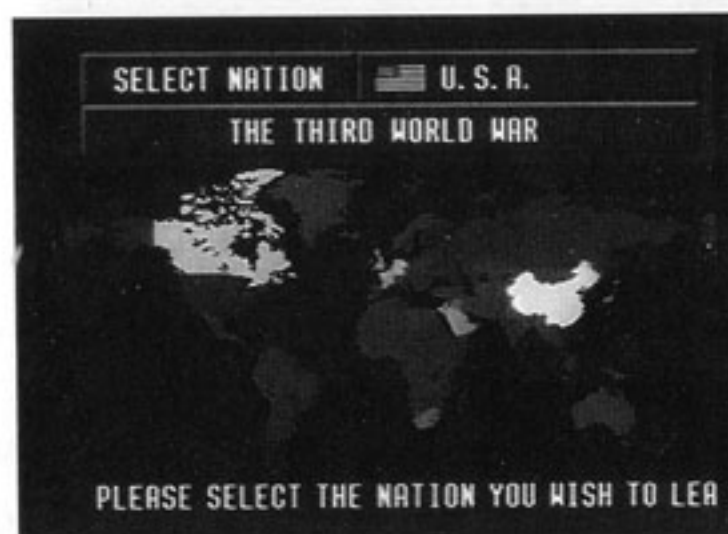 SELECT NATION U. S. A.
THE THIRD WORLD WAR
PLEASE SELECT THE NATION YOU WISH TO LEA